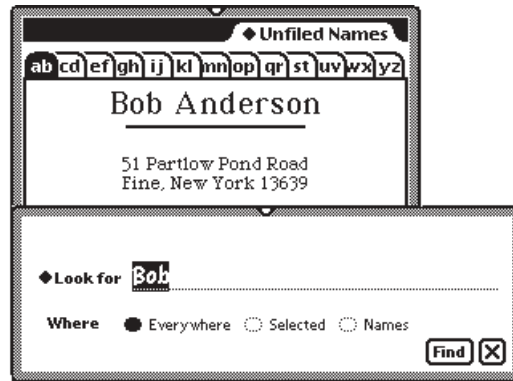 ◆ Unfiled Names
ab cd ef gh ij kl mn op qr st uv wx yz
Bob Anderson
51 Partlow Pond Road
Fine, New York 13639
◆Look for Bob
Where Everywhere Selected Names
Find X